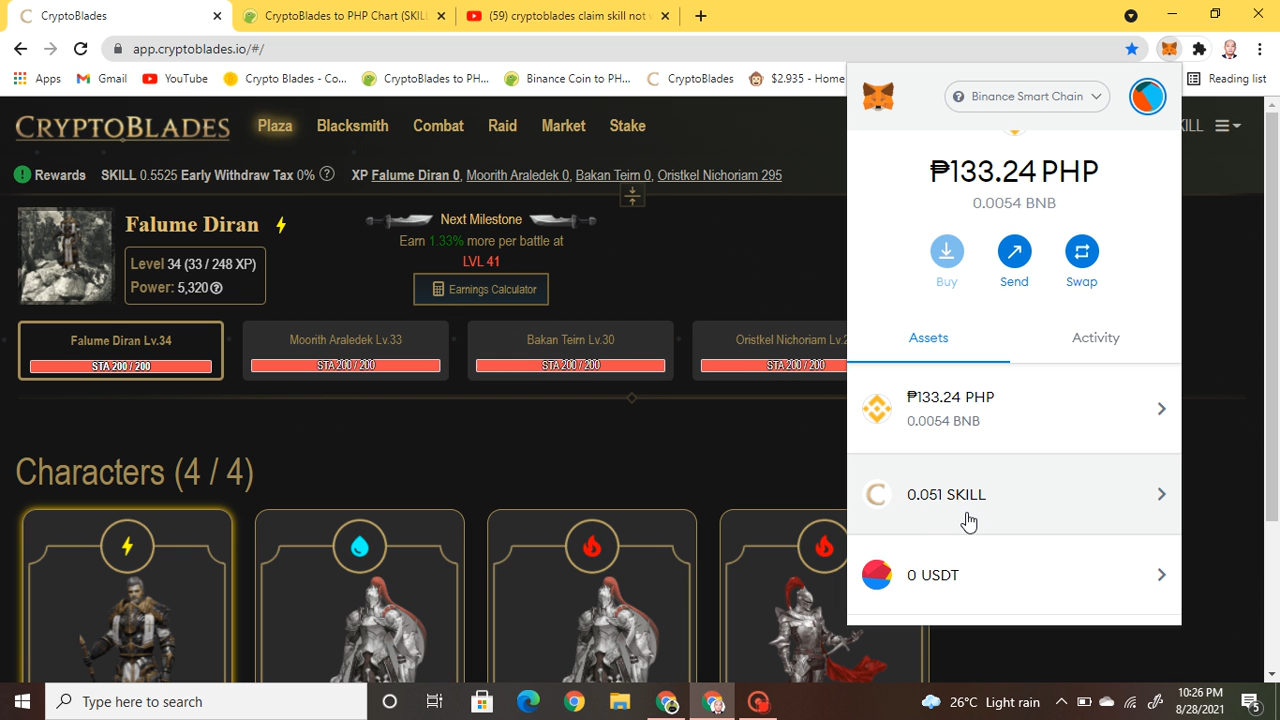 CryptoBlades
CryptoBlades to PHP Chart (SKILL
(59) cryptoblades claim skill not
app.cryptoblades.io/#/
Apps
Gmail
YouTube
Crypto Blades - Co...
CryptoBlades to PH...
Binance Coin to PH...
CryptoBlades
$2.935 - Home
Reading list
CRYPTOBLADES
Plaza
Blacksmith
Combat
Raid
Market
Stake
KILL
Rewards
SKILL 0.5525 Early Withdraw Tax 0%
XP Falume Diran 0, Moorith Araledek 0, Bakan Teirn 0, Oristkel Nichoriam 295
Falume Diran
Level 34 (33 / 248 XP)
Power: 5,320
Next Milestone
Earn 1.33% more per battle at
LVL 41
Earnings Calculator
Falume Diran Lv.34
STA 200 / 200
Moorith Araledek Lv.33
STA 200 / 200
Bakan Teirn Lv.30
STA 200 / 200
Oristkel Nichoriam Lv.2
STA 200 / 200
Characters (4 / 4)
Binance Smart Chain
₱133.24 PHP
0.0054 BNB
Buy
Send
Swap
Assets
Activity
₱133.24 PHP
0.0054 BNB
C
0.051 SKILL
0 USDT
Type here to search
26°C Light rain
10:26 PM
8/28/2021
5